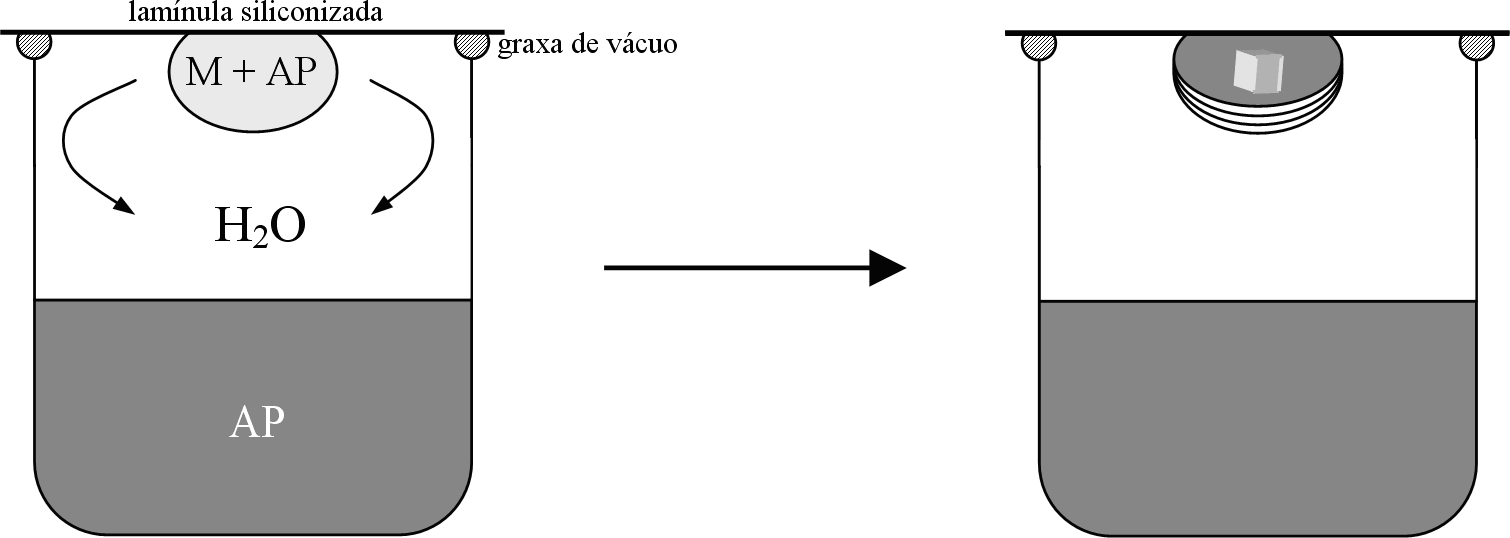 lamínula siliconizada
graxa de vácuo
M + AP
H₂O
AP